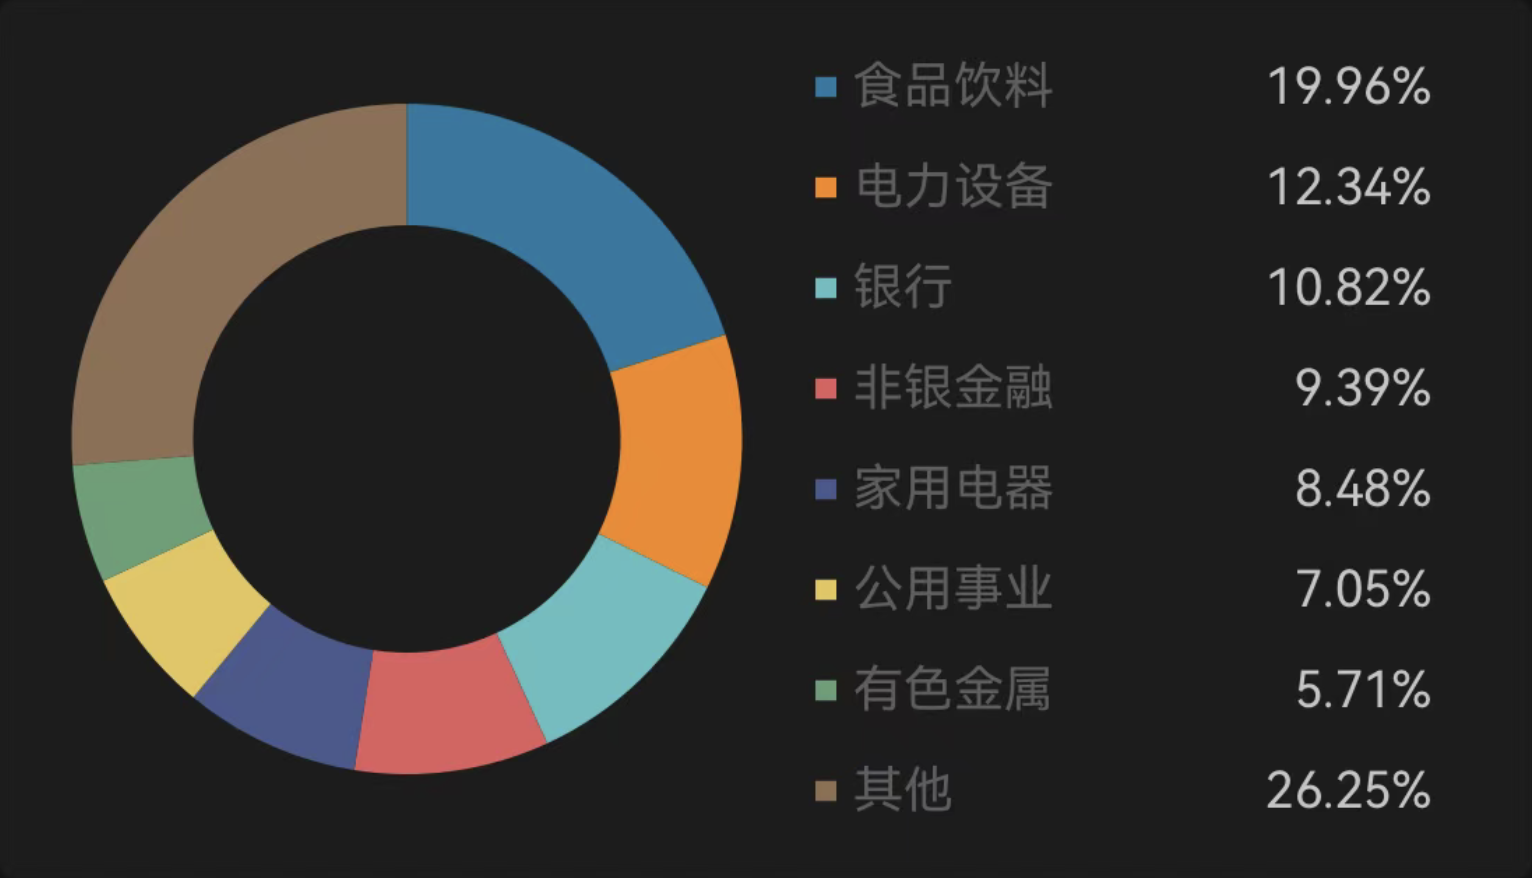 食品饮料 19.96%
电力设备 12.34%
银行 10.82%
非银金融 9.39%
家用电器 8.48%
公用事业 7.05%
有色金属 5.71%
其他 26.25%